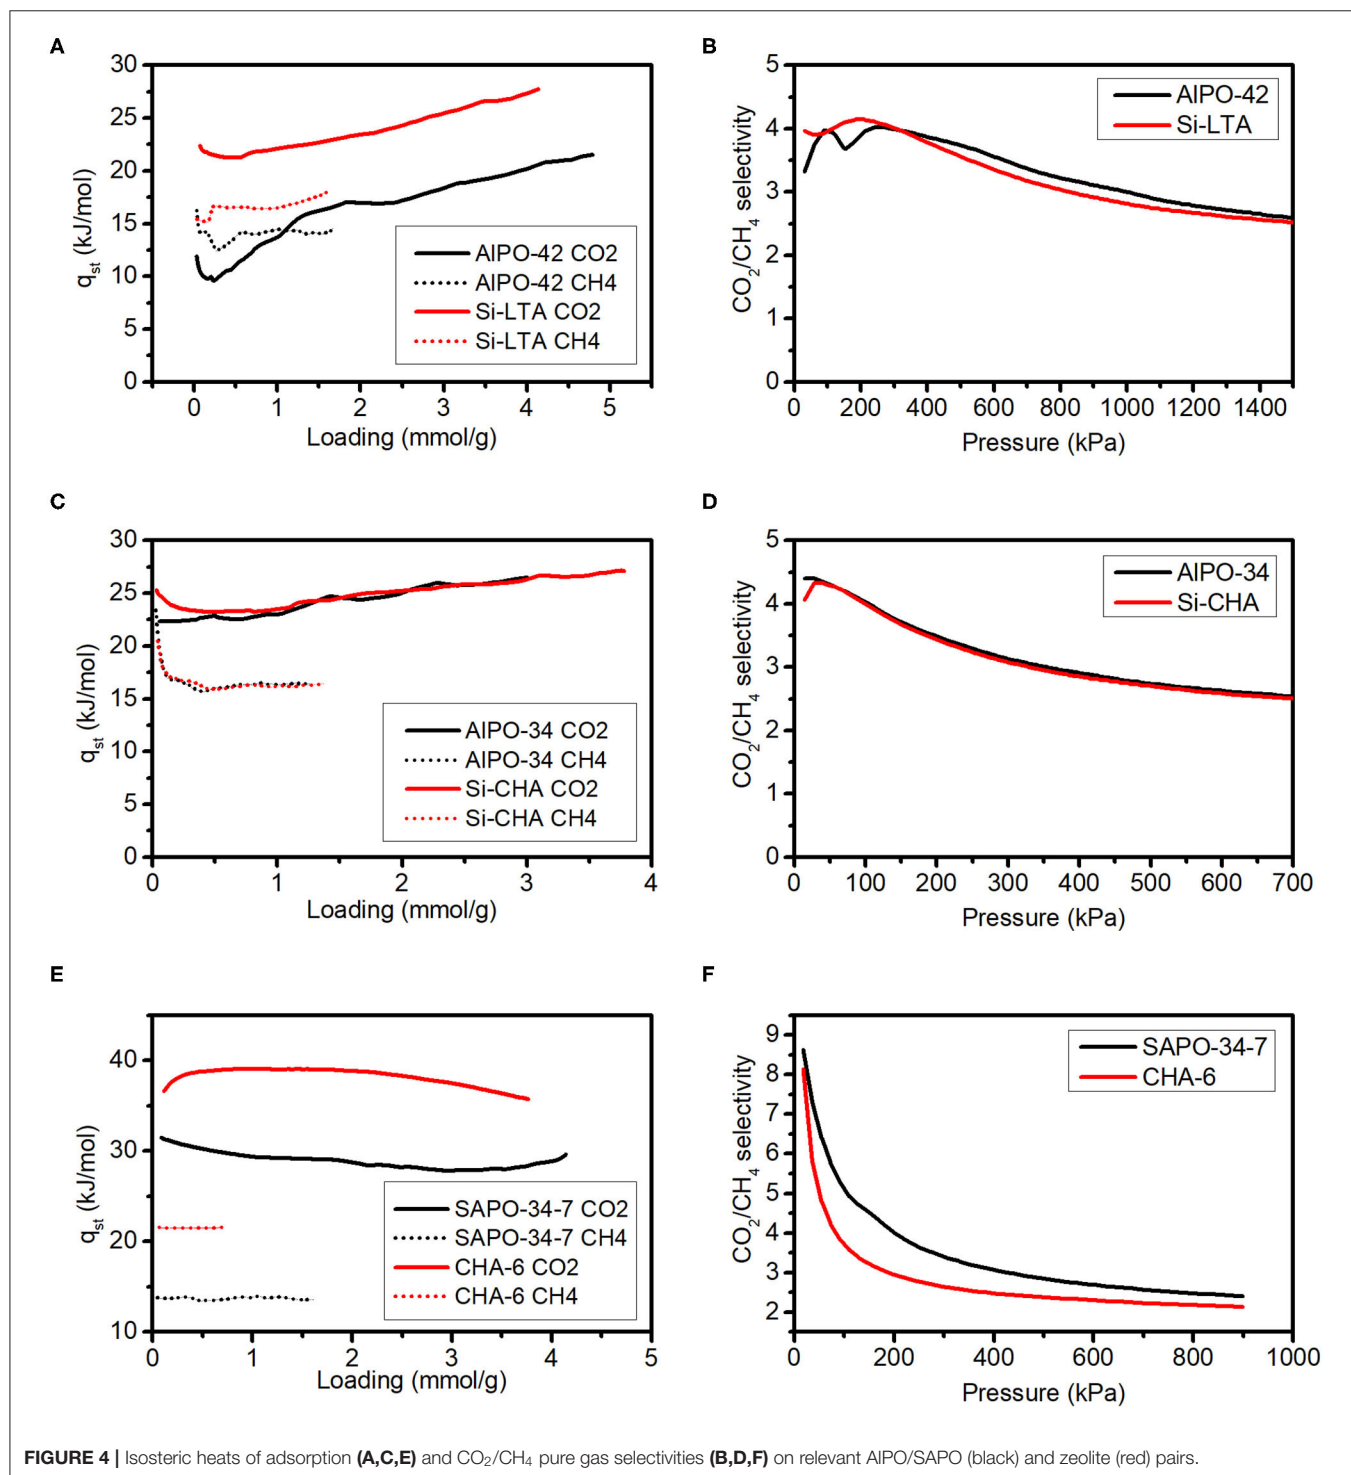 A
30
25
20
15
10
5
0
0 1 2 3 4 5
qst (kJ/mol)
Loading (mmol/g)
AlPO-42 CO2
AlPO-42 CH4
Si-LTA CO2
Si-LTA CH4
B
5
4
3
2
1
0
0 200 400 600 800 1000 1200 1400
CO2/CH4 selectivity
Pressure (kPa)
AlPO-42
Si-LTA
C
30
25
20
15
10
5
0
0 1 2 3 4
qst (kJ/mol)
Loading (mmol/g)
AlPO-34 CO2
AlPO-34 CH4
Si-CHA CO2
Si-CHA CH4
D
5
4
3
2
1
0
0 100 200 300 400 500 600 700
CO2/CH4 selectivity
Pressure (kPa)
AlPO-34
Si-CHA
E
40
30
20
10
0 1 2 3 4 5
qst (kJ/mol)
Loading (mmol/g)
SAPO-34-7 CO2
SAPO-34-7 CH4
CHA-6 CO2
CHA-6 CH4
F
9
8
7
6
5
4
3
2
0 200 400 600 800 1000
CO2/CH4 selectivity
Pressure (kPa)
SAPO-34-7
CHA-6
FIGURE 4 | Isosteric heats of adsorption (A,C,E) and CO2/CH4 pure gas selectivities (B,D,F) on relevant AlPO/SAPO (black) and zeolite (red) pairs.